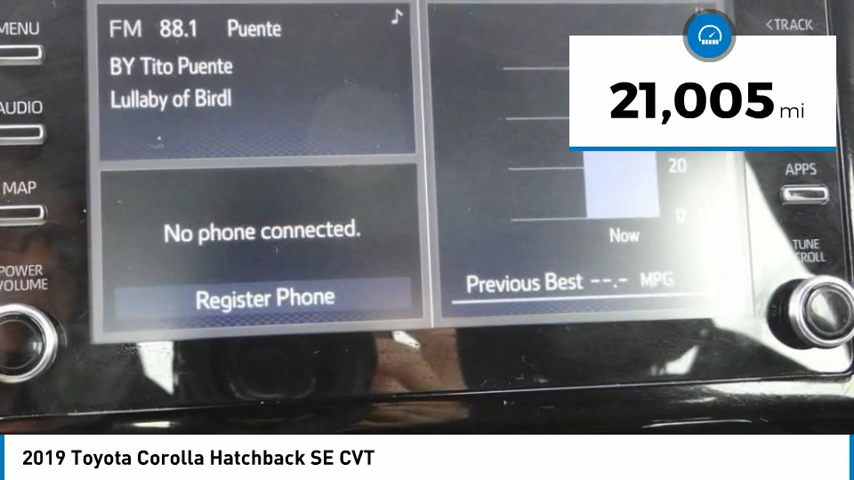 MENU
AUDIO
MAP
POWER
VOLUME
FM 88.1 Puente
BY Tito Puente
Lullaby of Birdl
No phone connected.
Register Phone
20
Now
Previous Best --.- MPG
<TRACK
21,005 mi
APPS
TUNE
SCROLL
2019 Toyota Corolla Hatchback SE CVT